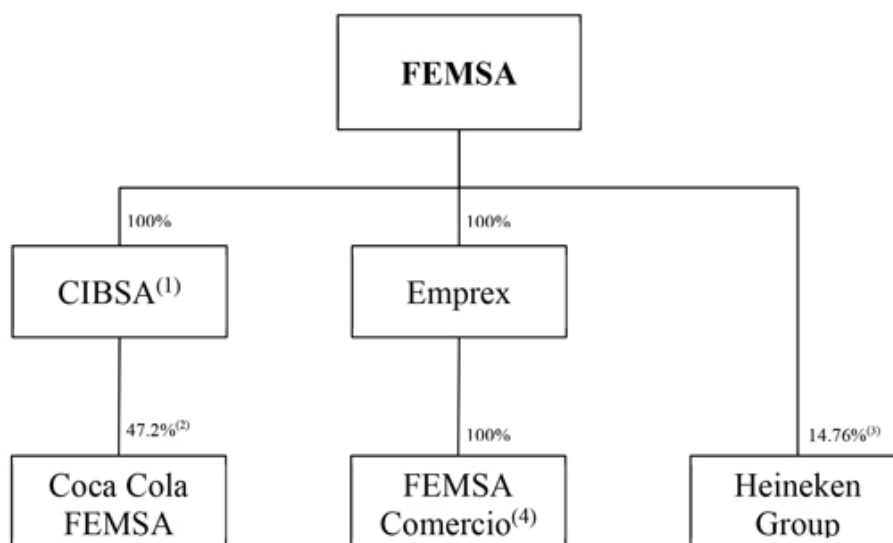 FEMSA
100%
100%
CIBSA(1)
Emprex
47.2%(2)
100%
14.76%(3)
Coca Cola
FEMSA
FEMSA
Comercio(4)
Heineken
Group